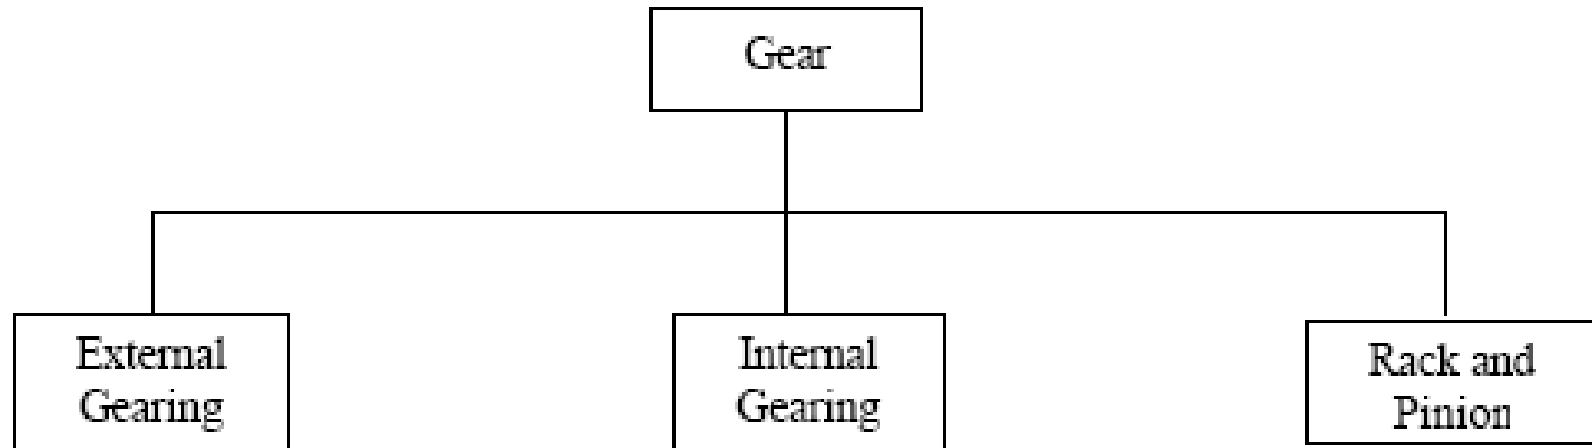 Gear
External
Gearing
Internal
Gearing
Rack and
Pinion